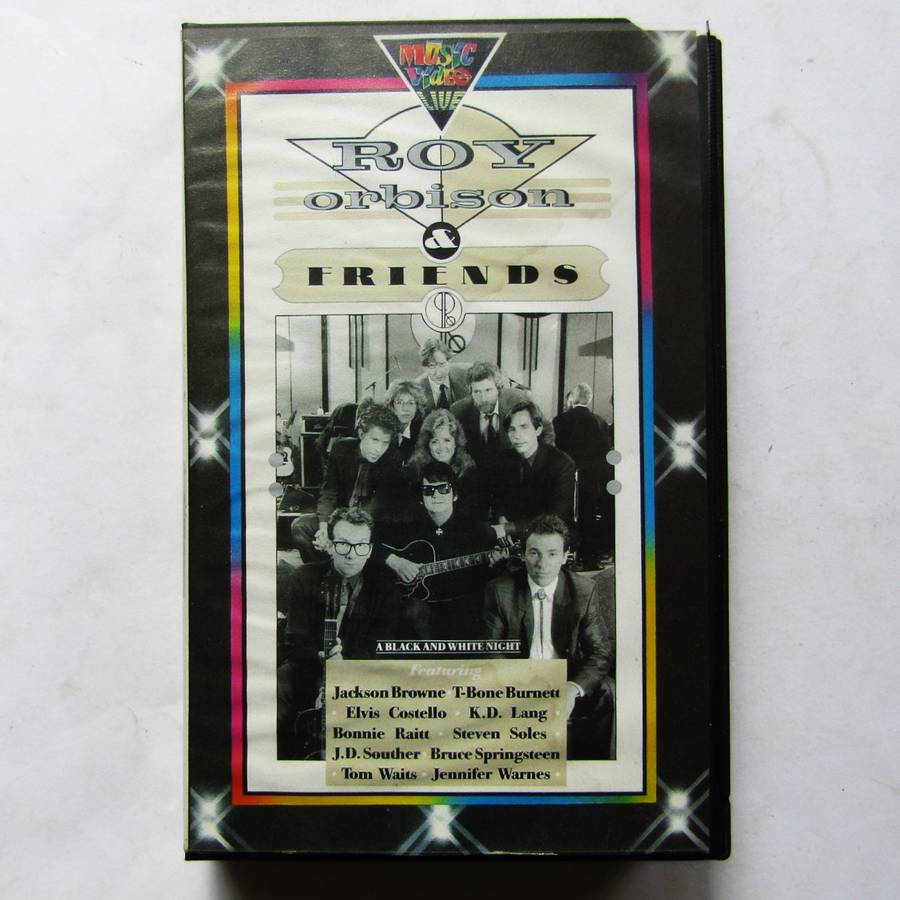 Music
Video
LIVE
ROY
orbison
&
FRIENDS
A BLACK AND WHITE NIGHT
Featuring
Jackson Browne T-Bone Burnett
Elvis Costello · K.D. Lang
Bonnie Raitt · Steven Soles
J.D. Souther · Bruce Springsteen
Tom Waits · Jennifer Warnes